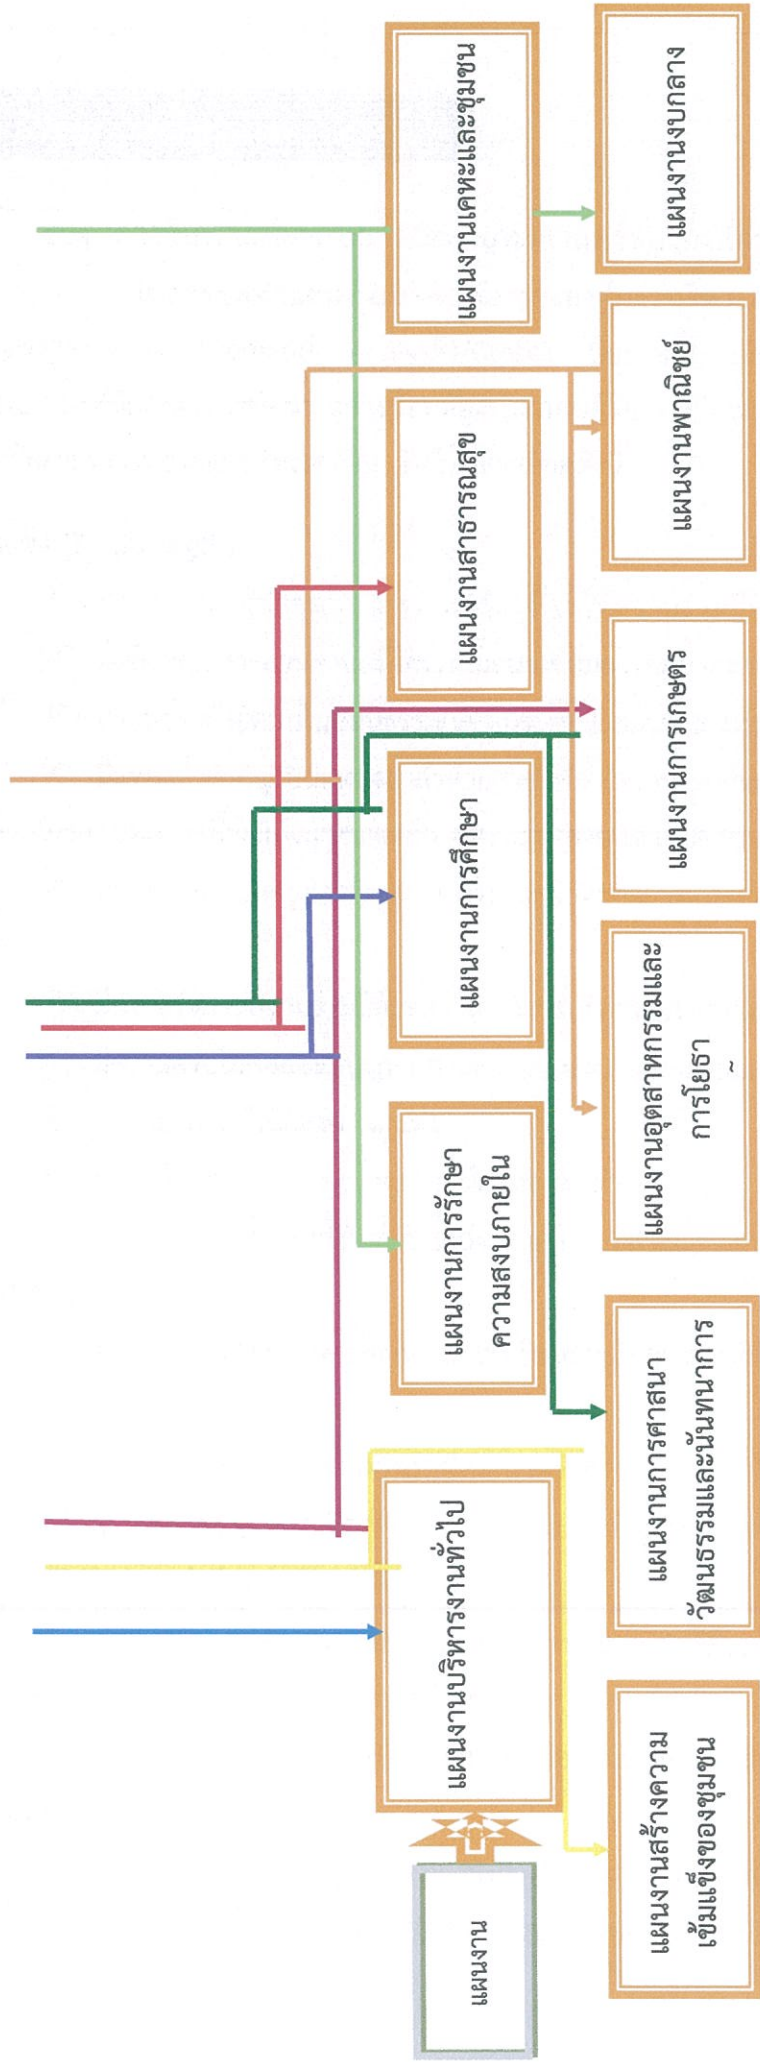 แผนงาน
แผนงานบริหารงานทั่วไป
แผนงานการรักษา
ความสงบภายใน
แผนงานการศึกษา
แผนงานสาธารณสุข
แผนงานเคหะและชุมชน
แผนงานสร้างความ
เข้มแข็งของชุมชน
แผนงานการศาสนา
วัฒนธรรมและนันทนาการ
แผนงานอุตสาหกรรมและ
การโยธา
แผนงานการเกษตร
แผนงานพาณิชย์
แผนงานงบกลาง